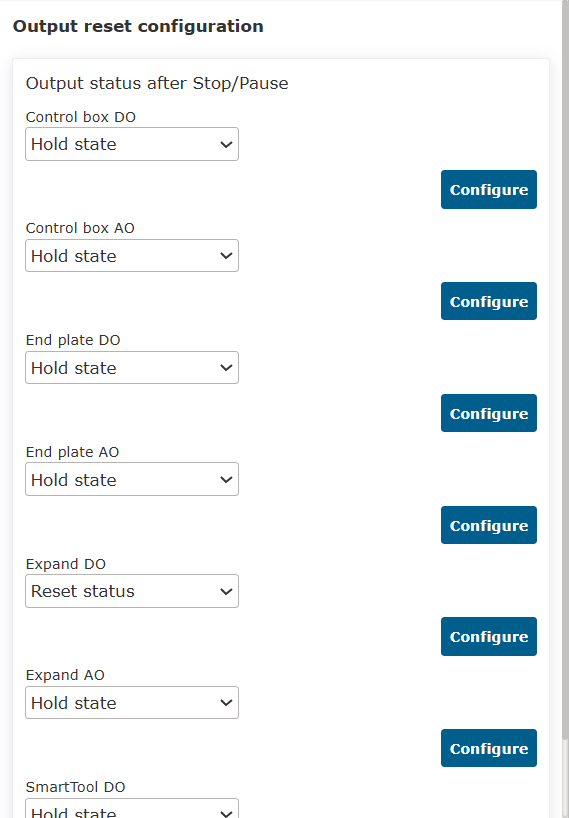 Output reset configuration
Output status after Stop/Pause
Control box DO
Hold state
Configure
Control box AO
Hold state
Configure
End plate DO
Hold state
Configure
End plate AO
Hold state
Configure
Expand DO
Reset status
Configure
Expand AO
Hold state
Configure
SmartTool DO
Hold state